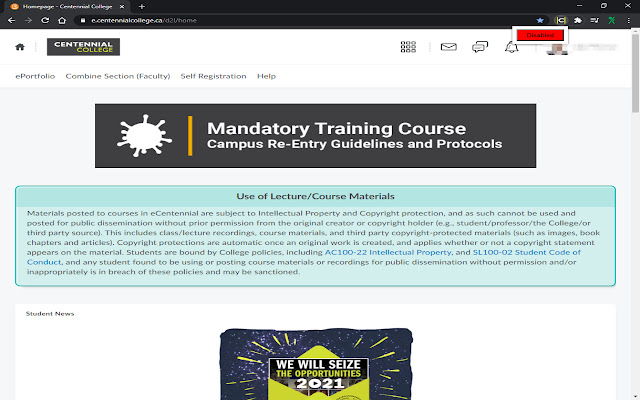 Homepage - Centennial College
e.centennialcollege.ca/d2l/home
Disabled
CENTENNIAL
COLLEGE
ePortfolio Combine Section (Faculty) Self Registration Help
Mandatory Training Course
Campus Re-Entry Guidelines and Protocols
Use of Lecture/Course Materials
Materials posted to courses in eCentennial are subject to Intellectual Property and Copyright protection, and as such cannot be used and
posted for public dissemination without prior permission from the original creator or copyright holder (e.g., student/professor/the College/or
third party source). This includes class/lecture recordings, course materials, and third party copyright-protected materials (such as images, book
chapters and articles). Copyright protections are automatic once an original work is created, and applies whether or not a copyright statement
appears on the material. Students are bound by College policies, including AC100-22 Intellectual Property, and SL100-02 Student Code of
Conduct, and any student found to be using or posting course materials or recordings for public dissemination without permission and/or
inappropriately is in breach of these policies and may be sanctioned.
Student News
WE WILL SEIZE
THE OPPORTUNITIES
2021